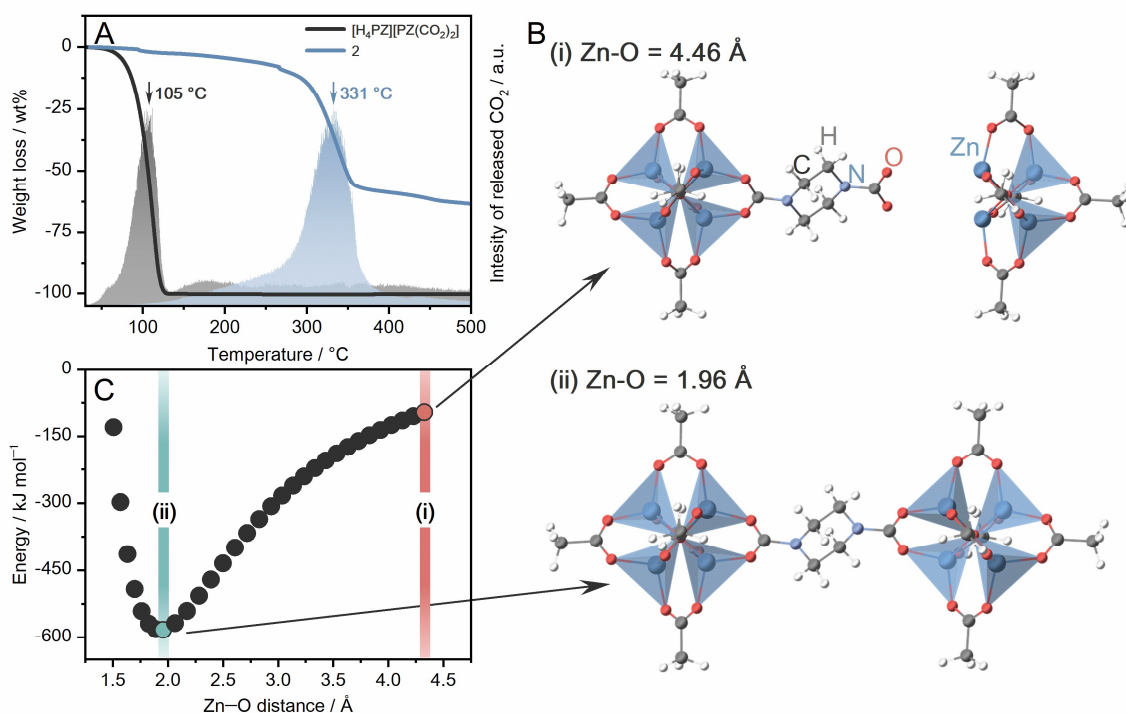 A
[H₄PZ][PZ(CO₂)₂]
2
105 °C
331 °C
0
-25
-50
-75
-100
Weight loss / wt%
Intesity of released CO₂ / a.u.
100
200
300
400
500
Temperature / °C
B
(i) Zn-O = 4.46 Å
H
C
N
O
Zn
(ii) Zn-O = 1.96 Å
C
0
-150
-300
-450
-600
Energy / kJ mol⁻¹
(ii)
(i)
1.5
2.0
2.5
3.0
3.5
4.0
4.5
Zn–O distance / Å